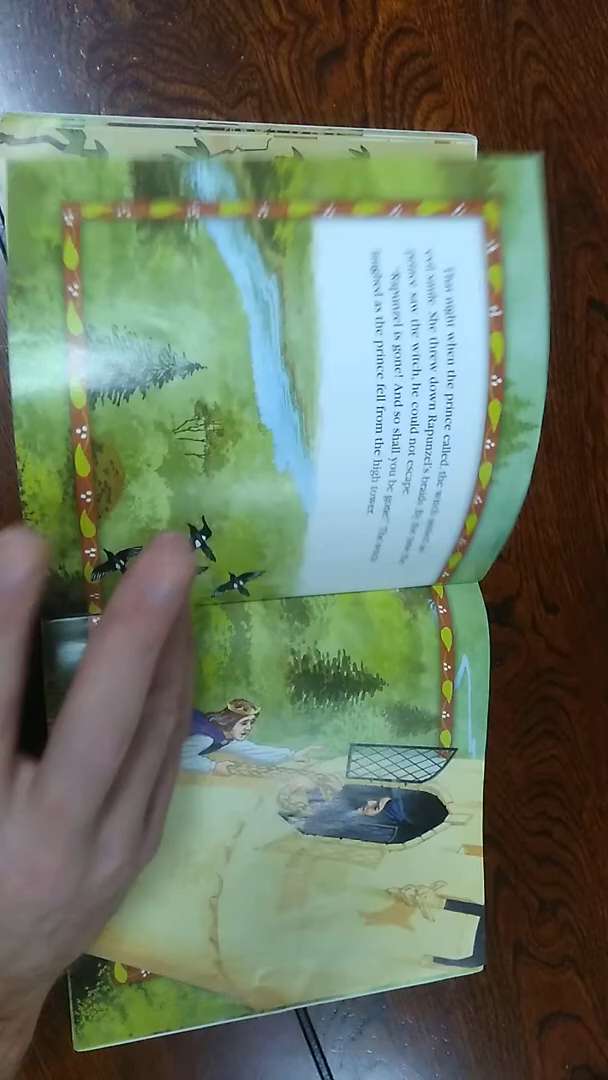 That night when the prince called, the witch
evil smile. She threw down Rapunzel's braids. By the time the
prince saw the witch, he could not escape.
"Rapunzel is gone! And so shall you be gone!" The witch
laughed as the prince fell from the high tower.